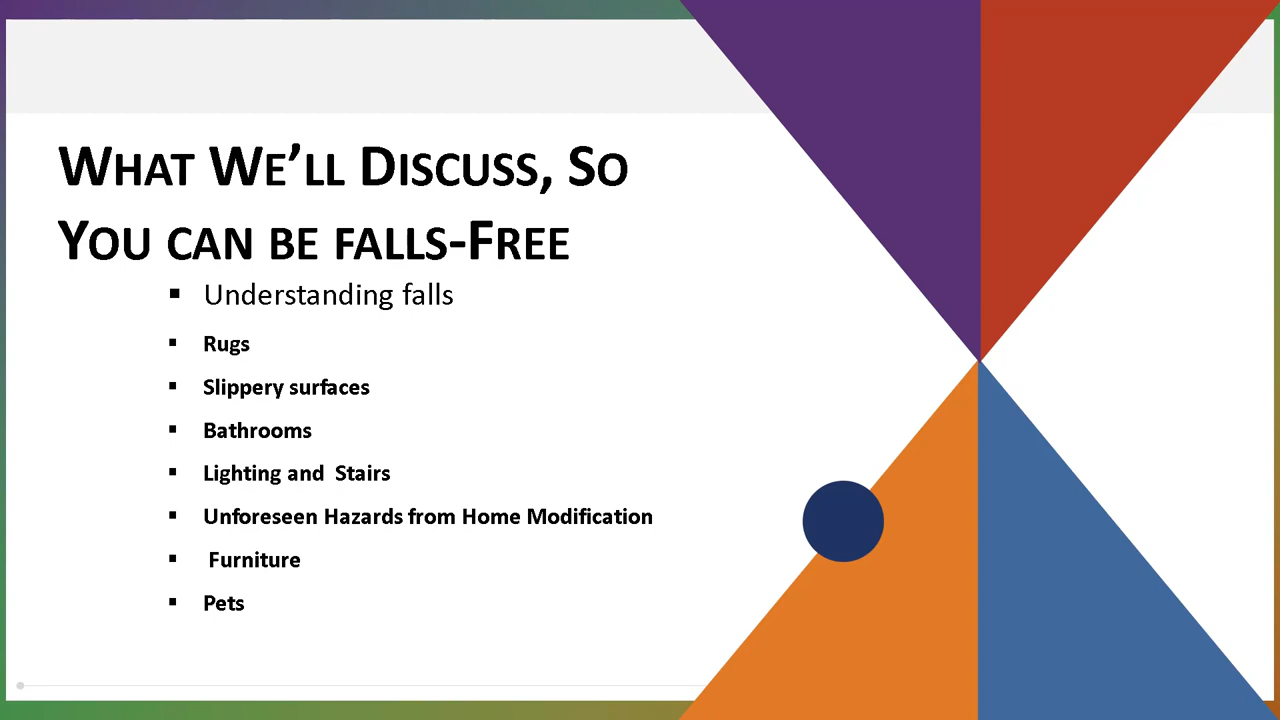 What We’ll Discuss, So
You can be falls-Free
Understanding falls
Rugs
Slippery surfaces
Bathrooms
Lighting and Stairs
Unforeseen Hazards from Home Modification
Furniture
Pets